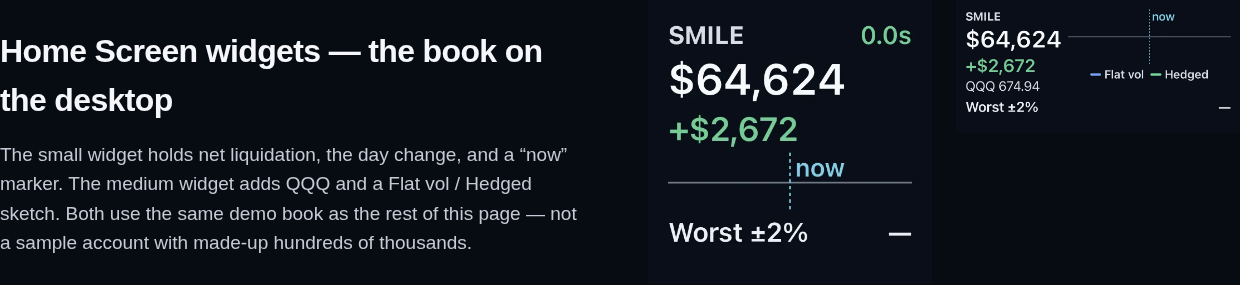 Home Screen widgets — the book on
the desktop
The small widget holds net liquidation, the day change, and a “now”
marker. The medium widget adds QQQ and a Flat vol / Hedged
sketch. Both use the same demo book as the rest of this page — not
a sample account with made-up hundreds of thousands.
SMILE 0.0s
$64,624
+$2,672
now
Worst ±2% —
SMILE
now
$64,624
+$2,672
Flat vol Hedged
QQQ 674.94
Worst ±2% —